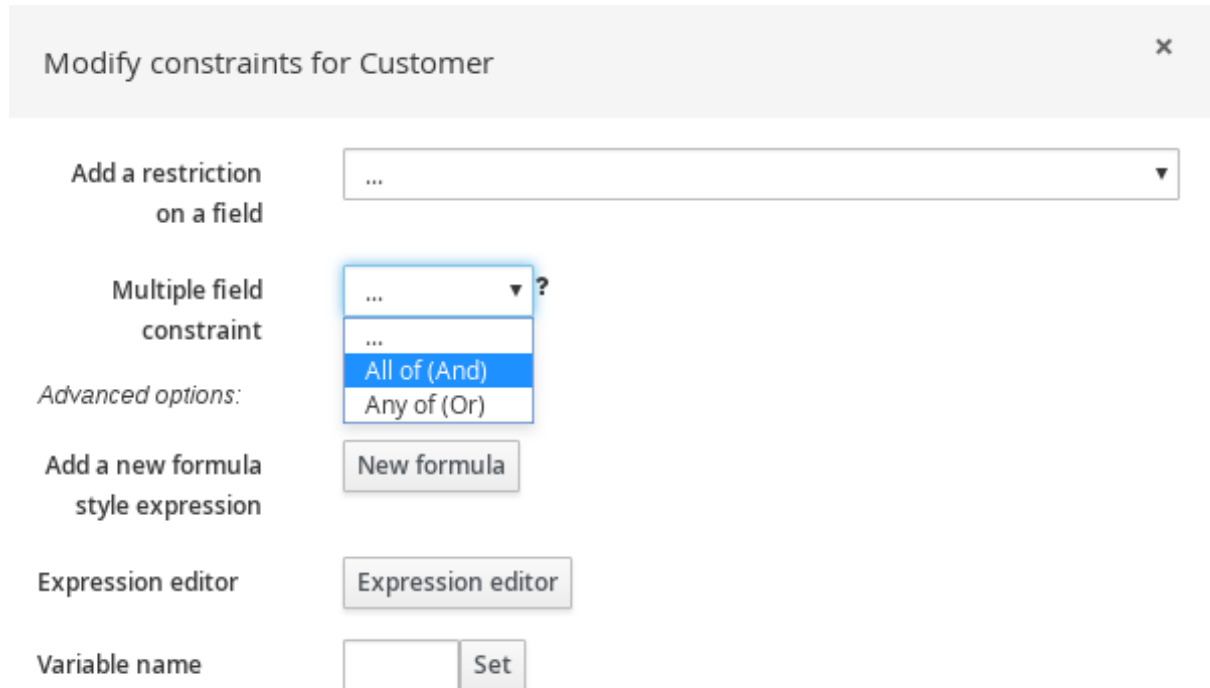 Modify constraints for Customer
×
Add a restriction
on a field
...
▼
Multiple field
constraint
...
▼
?
...
All of (And)
Any of (Or)
Advanced options:
Add a new formula
style expression
New formula
Expression editor
Expression editor
Variable name
Set